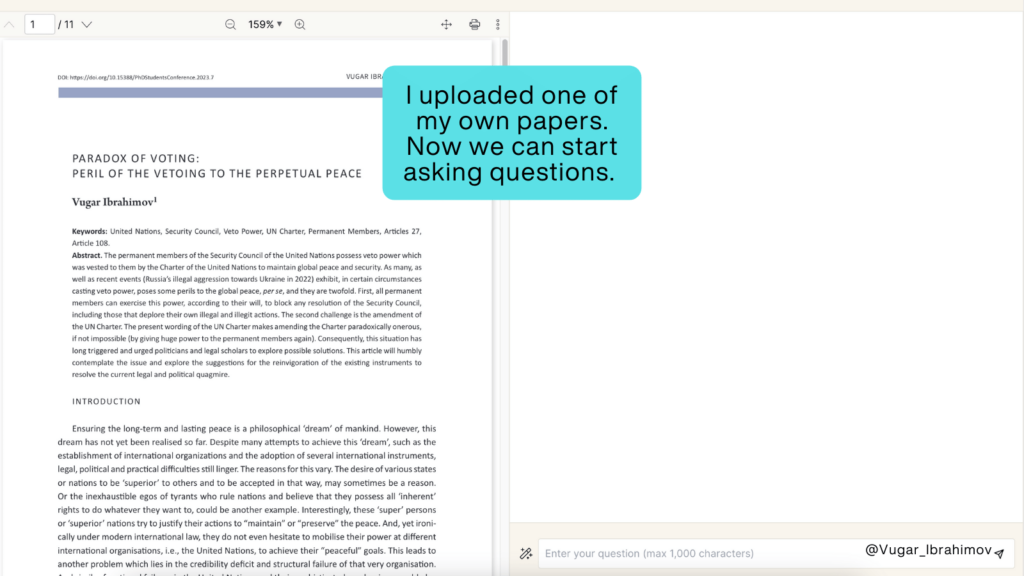 1 / 11 159%
DOI: https://doi.org/10.15388/PhDStudentsConference.2023.7 VUGAR IBRA
I uploaded one of
my own papers.
Now we can start
asking questions.
PARADOX OF VOTING:
PERIL OF THE VETOING TO THE PERPETUAL PEACE
Vugar Ibrahimov¹
Keywords: United Nations, Security Council, Veto Power, UN Charter, Permanent Members, Articles 27,
Article 108.
Abstract. The permanent members of the Security Council of the United Nations possess veto power which
was vested to them by the Charter of the United Nations to maintain global peace and security. As many, as
well as recent events (Russia's illegal aggression towards Ukraine in 2022) exhibit, in certain circumstances
casting veto power, poses some perils to the global peace, per se, and they are twofold. First, all permanent
members can exercise this power, according to their will, to block any resolution of the Security Council,
including those that deplore their own illegal and illegit actions. The second challenge is the amendment of
the UN Charter. The present wording of the UN Charter makes amending the Charter paradoxically onerous,
if not impossible (by giving huge power to the permanent members again). Consequently, this situation has
long triggered and urged politicians and legal scholars to explore possible solutions. This article will humbly
contemplate the issue and explore the suggestions for the reinvigoration of the existing instruments to
resolve the current legal and political quagmire.
INTRODUCTION
Ensuring the long-term and lasting peace is a philosophical 'dream' of mankind. However, this
dream has not yet been realised so far. Despite many attempts to achieve this 'dream', such as the
establishment of international organizations and the adoption of several international instruments,
legal, political and practical difficulties still linger. The reasons for this vary. The desire of various states
or nations to be 'superior' to others and to be accepted in that way, may sometimes be a reason.
Or the inexhaustible egos of tyrants who rule nations and believe that they possess all 'inherent'
rights to do whatever they want to, could be another example. Interestingly, these 'super' persons
or 'superior' nations try to justify their actions to "maintain" or "preserve" the peace. And, yet ironi-
cally under modern international law, they do not even hesitate to mobilise their power at different
international organisations, i.e., the United Nations, to achieve their "peaceful" goals. This leads to
another problem which lies in the credibility deficit and structural failure of that very organisation.
Enter your question (max 1,000 characters)
@Vugar_Ibrahimov